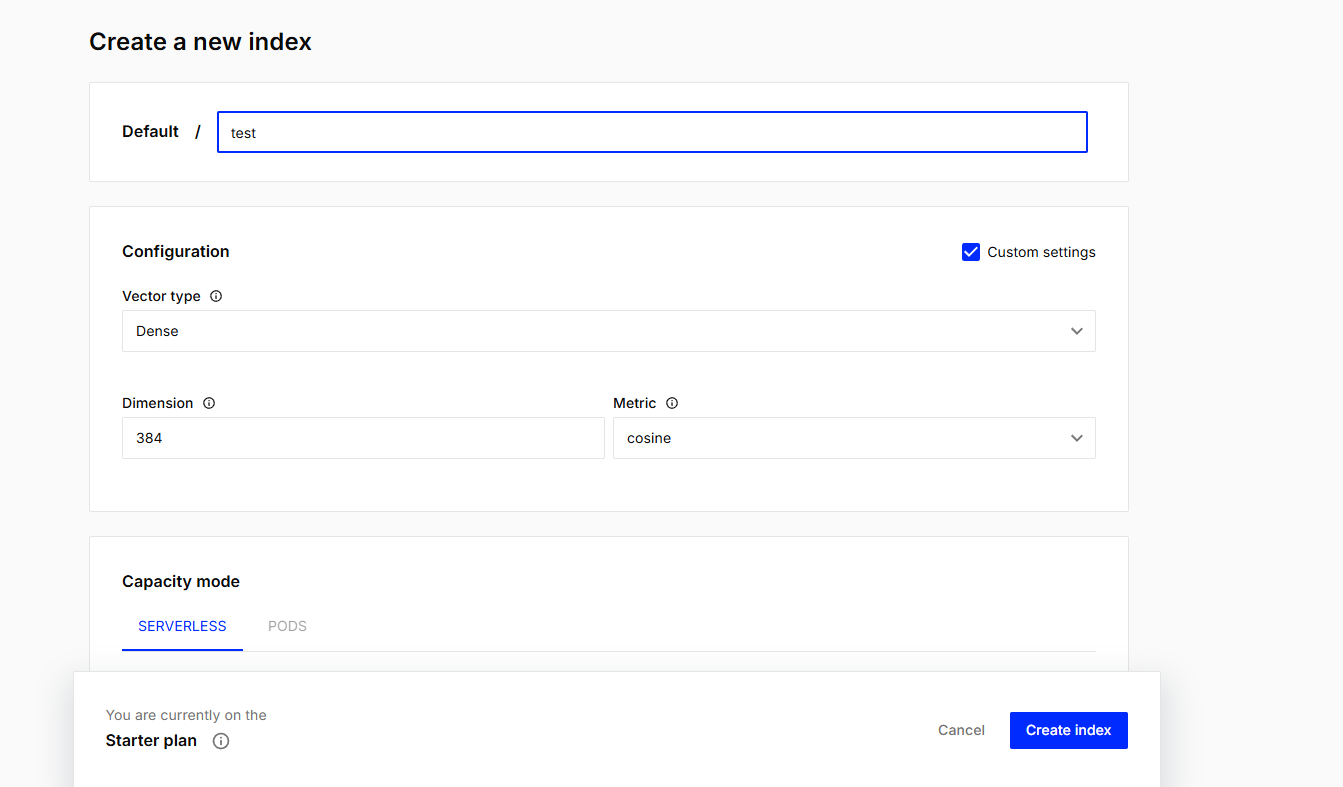 Create a new index
Default / test
Configuration
Custom settings
Vector type
Dense
Dimension
Metric
384
cosine
Capacity mode
SERVERLESS PODS
You are currently on the
Starter plan
Cancel
Create index